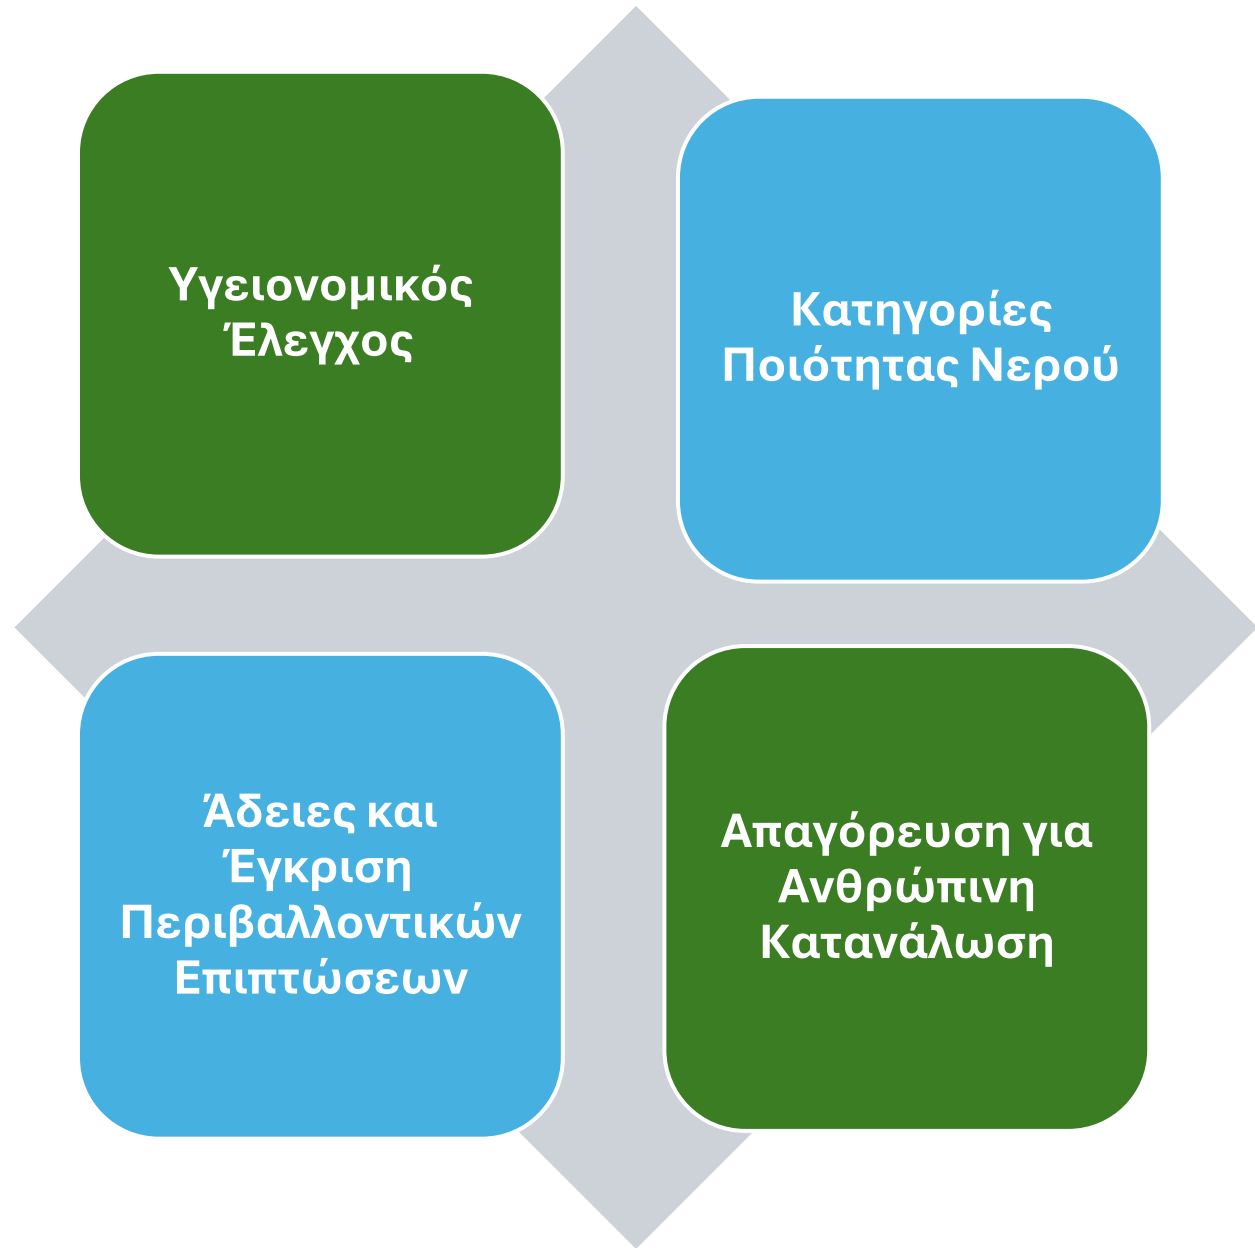 Υγειονομικός
Έλεγχος
Κατηγορίες
Ποιότητας Νερού
Άδειες και
Έγκριση
Περιβαλλοντικών
Επιπτώσεων
Απαγόρευση για
Ανθρώπινη
Κατανάλωση